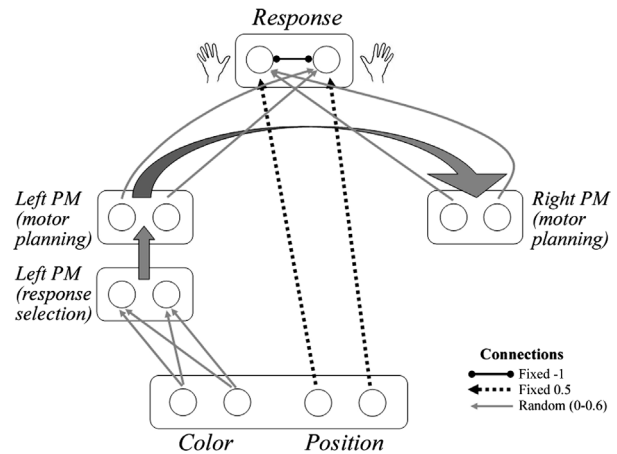 Response
Left PM
(motor
planning)
Right PM
(motor
planning)
Left PM
(response
selection)
Connections
Fixed -1
Fixed 0.5
Random (0-0.6)
Color
Position